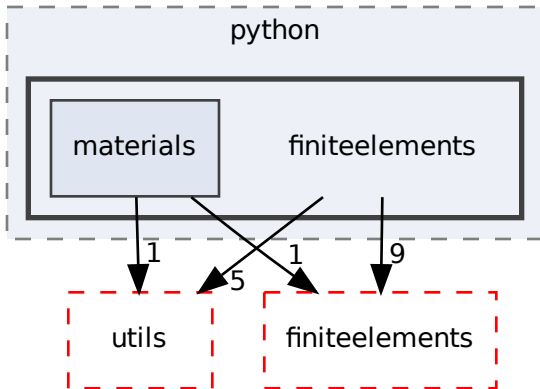 python
materials
finiteelements
1
5
1
9
utils
finiteelements